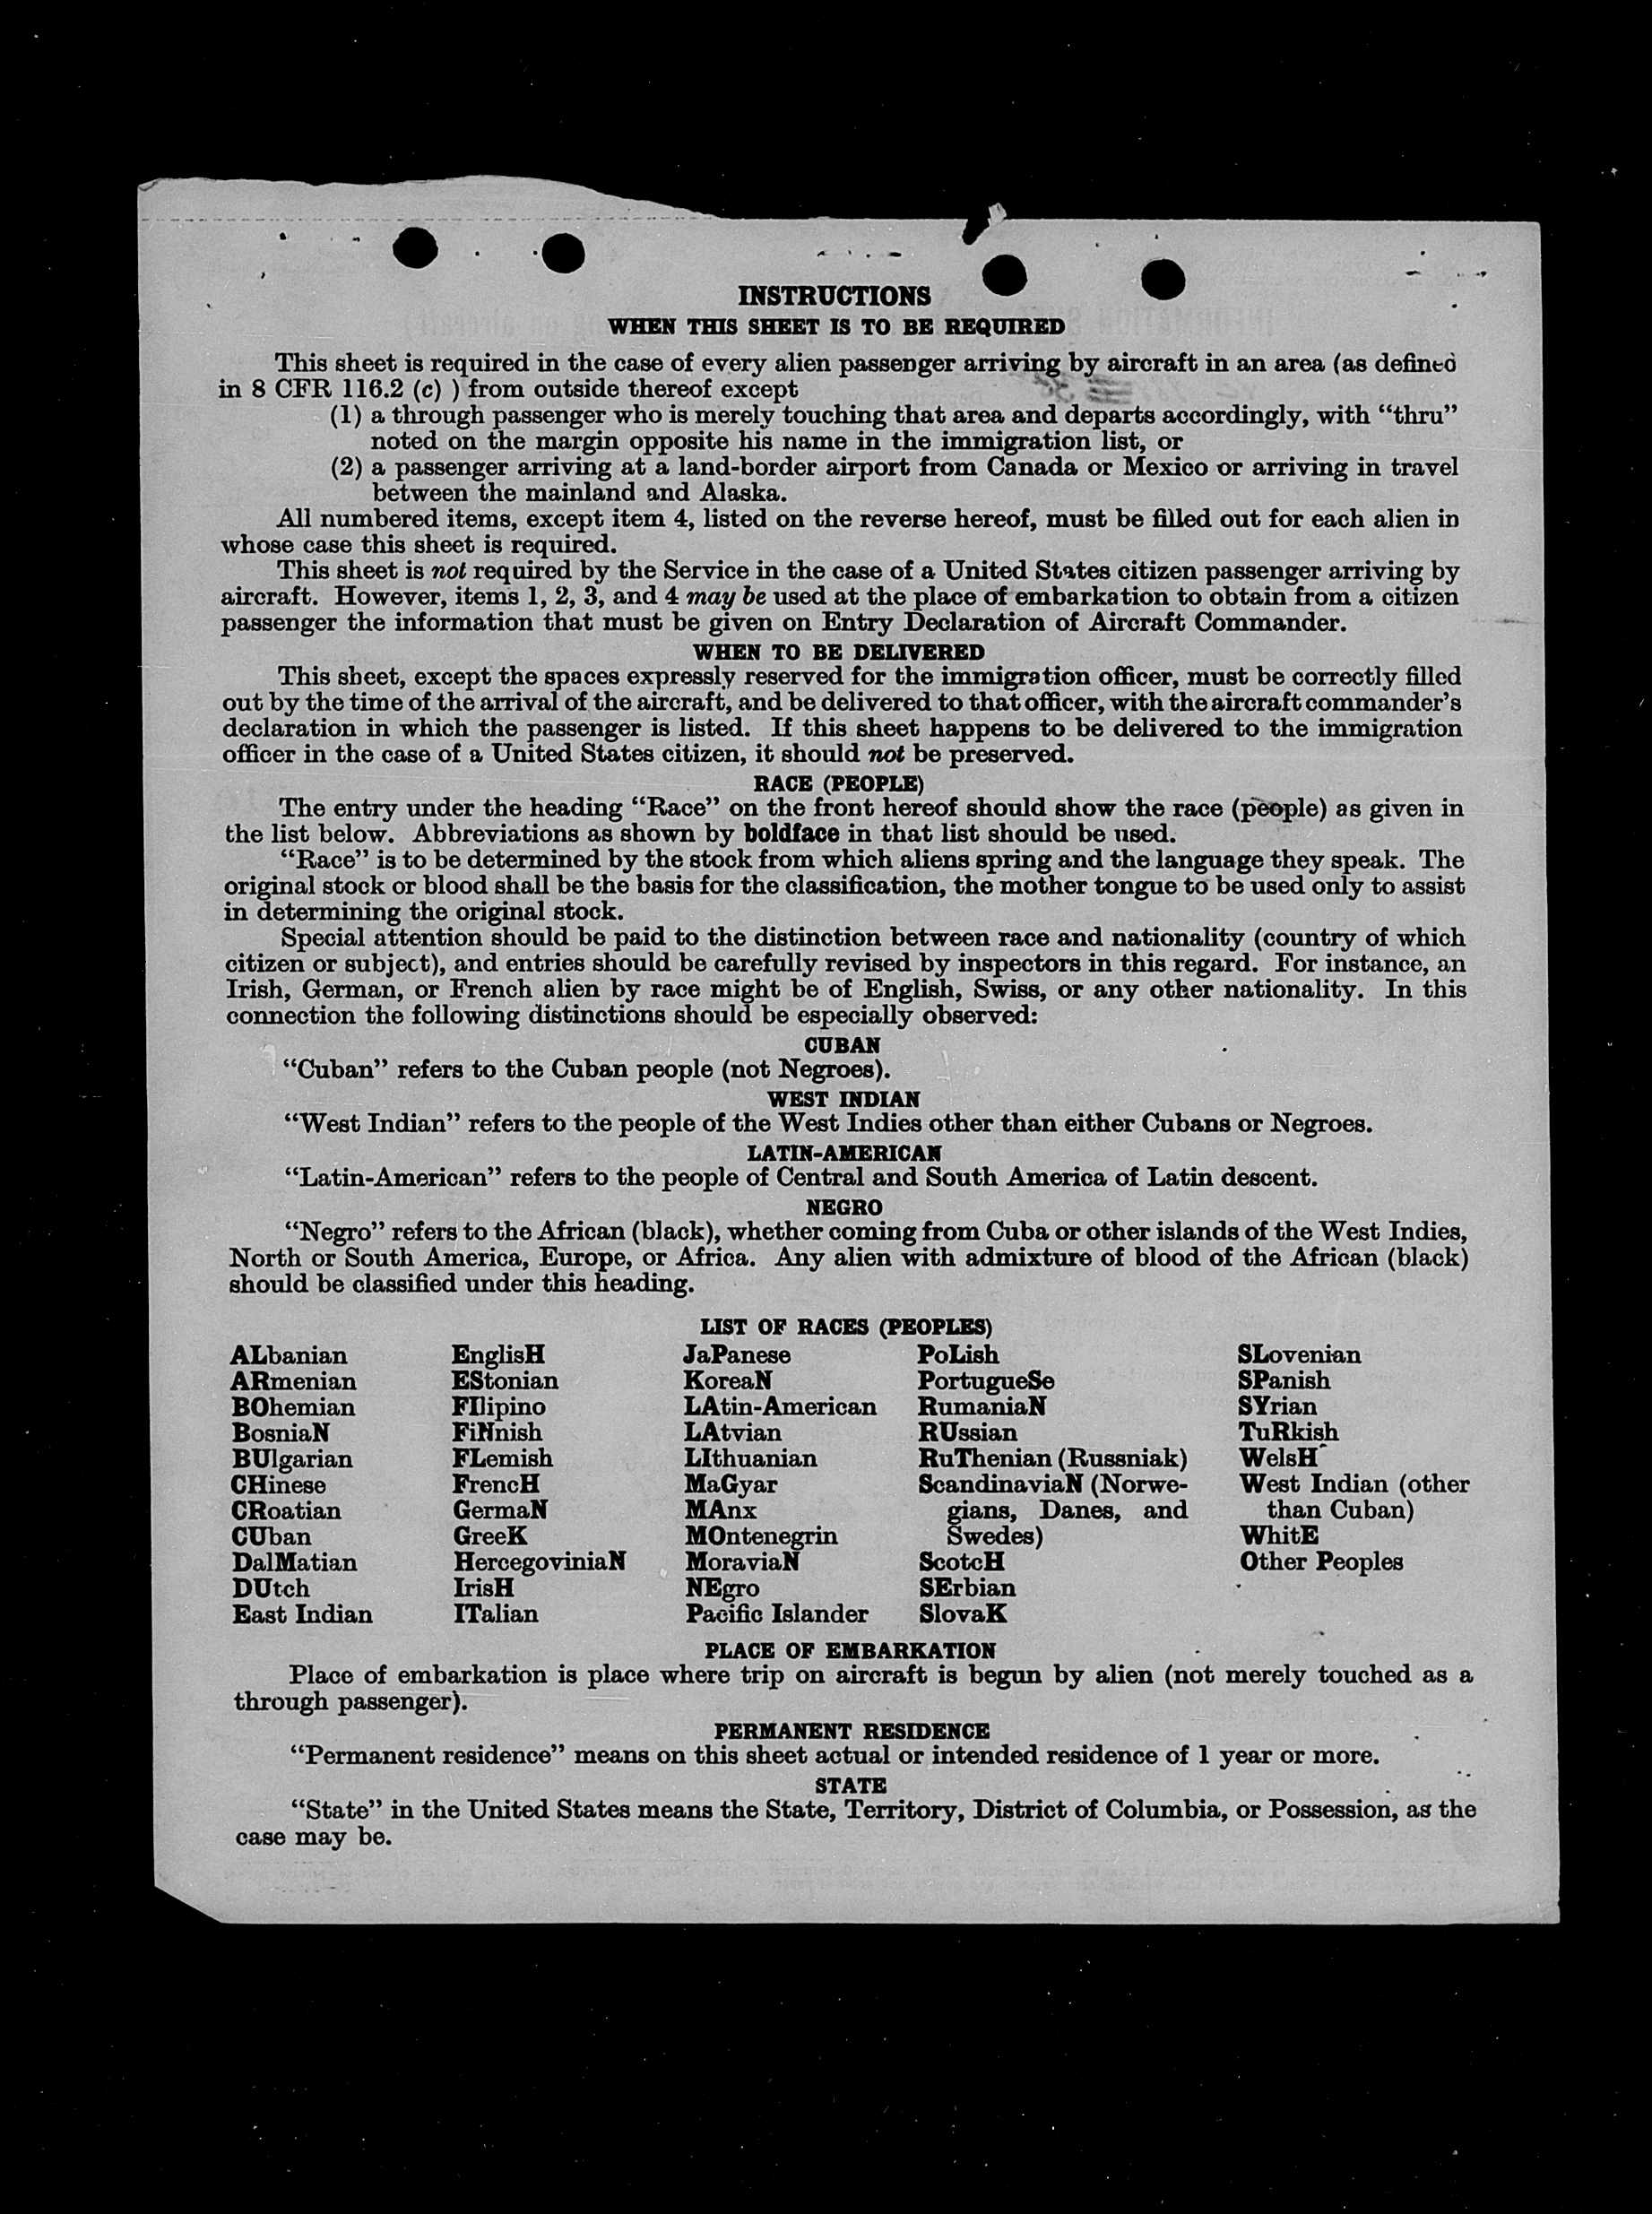 INSTRUCTIONS
WHEN THIS SHEET IS TO BE REQUIRED
This sheet is required in the case of every alien passenger arriving by aircraft in an area (as defined
in 8 CFR 116.2 (c) ) from outside thereof except
(1) a through passenger who is merely touching that area and departs accordingly, with “thru”
noted on the margin opposite his name in the immigration list, or
(2) a passenger arriving at a land-border airport from Canada or Mexico or arriving in travel
between the mainland and Alaska.
All numbered items, except item 4, listed on the reverse hereof, must be filled out for each alien in
whose case this sheet is required.
This sheet is not required by the Service in the case of a United States citizen passenger arriving by
aircraft. However, items 1, 2, 3, and 4 may be used at the place of embarkation to obtain from a citizen
passenger the information that must be given on Entry Declaration of Aircraft Commander.
WHEN TO BE DELIVERED
This sheet, except the spaces expressly reserved for the immigration officer, must be correctly filled
out by the time of the arrival of the aircraft, and be delivered to that officer, with the aircraft commander’s
declaration in which the passenger is listed. If this sheet happens to be delivered to the immigration
officer in the case of a United States citizen, it should not be preserved.
RACE (PEOPLE)
The entry under the heading “Race” on the front hereof should show the race (people) as given in
the list below. Abbreviations as shown by boldface in that list should be used.
“Race” is to be determined by the stock from which aliens spring and the language they speak. The
original stock or blood shall be the basis for the classification, the mother tongue to be used only to assist
in determining the original stock.
Special attention should be paid to the distinction between race and nationality (country of which
citizen or subject), and entries should be carefully revised by inspectors in this regard. For instance, an
Irish, German, or French alien by race might be of English, Swiss, or any other nationality. In this
connection the following distinctions should be especially observed:
CUBAN
“Cuban” refers to the Cuban people (not Negroes).
WEST INDIAN
“West Indian” refers to the people of the West Indies other than either Cubans or Negroes.
LATIN-AMERICAN
“Latin-American” refers to the people of Central and South America of Latin descent.
NEGRO
“Negro” refers to the African (black), whether coming from Cuba or other islands of the West Indies,
North or South America, Europe, or Africa. Any alien with admixture of blood of the African (black)
should be classified under this heading.
LIST OF RACES (PEOPLES)
ALbanian
ARmenian
BOhemian
BosniaN
BUlgarian
CHinese
CRoatian
CUban
DalMatian
DUtch
East Indian
EnglisH
EStonian
FIlipino
FiNnish
FLemish
FrencH
GermaN
GreeK
HercegoviniaN
IrisH
ITalian
JaPanese
KoreaN
LAtin-American
LAtvian
LIthuanian
MaGyar
MAnx
MOntenegrin
MoraviaN
NEgro
Pacific Islander
PoLish
PortugueSe
RumaniaN
RUssian
RuThenian (Russniak)
ScandinaviaN (Norwe-
gians, Danes, and
Swedes)
ScotcH
SErbian
SlovaK
SLovenian
SPanish
SYrian
TuRkish
WelsH
West Indian (other
than Cuban)
WhitE
Other Peoples
PLACE OF EMBARKATION
Place of embarkation is place where trip on aircraft is begun by alien (not merely touched as a
through passenger).
PERMANENT RESIDENCE
“Permanent residence” means on this sheet actual or intended residence of 1 year or more.
STATE
“State” in the United States means the State, Territory, District of Columbia, or Possession, as the
case may be.